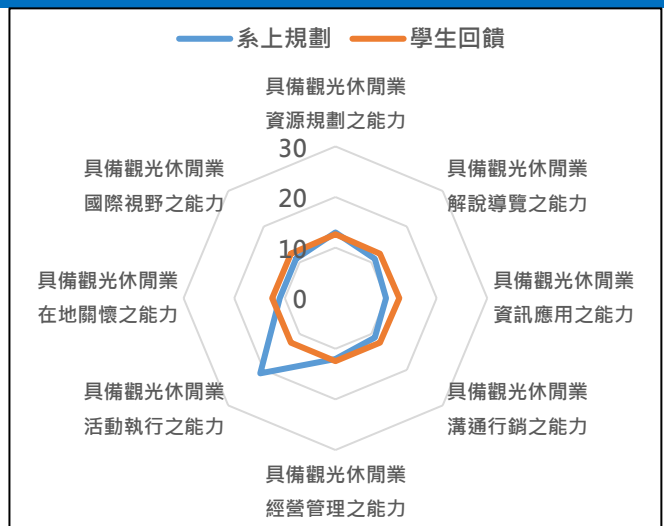 系上規劃 學生回饋
具備觀光休閒業
資源規劃之能力
具備觀光休閒業
解說導覽之能力
具備觀光休閒業
資訊應用之能力
具備觀光休閒業
溝通行銷之能力
具備觀光休閒業
經營管理之能力
具備觀光休閒業
活動執行之能力
具備觀光休閒業
在地關懷之能力
具備觀光休閒業
國際視野之能力
30
20
10
0